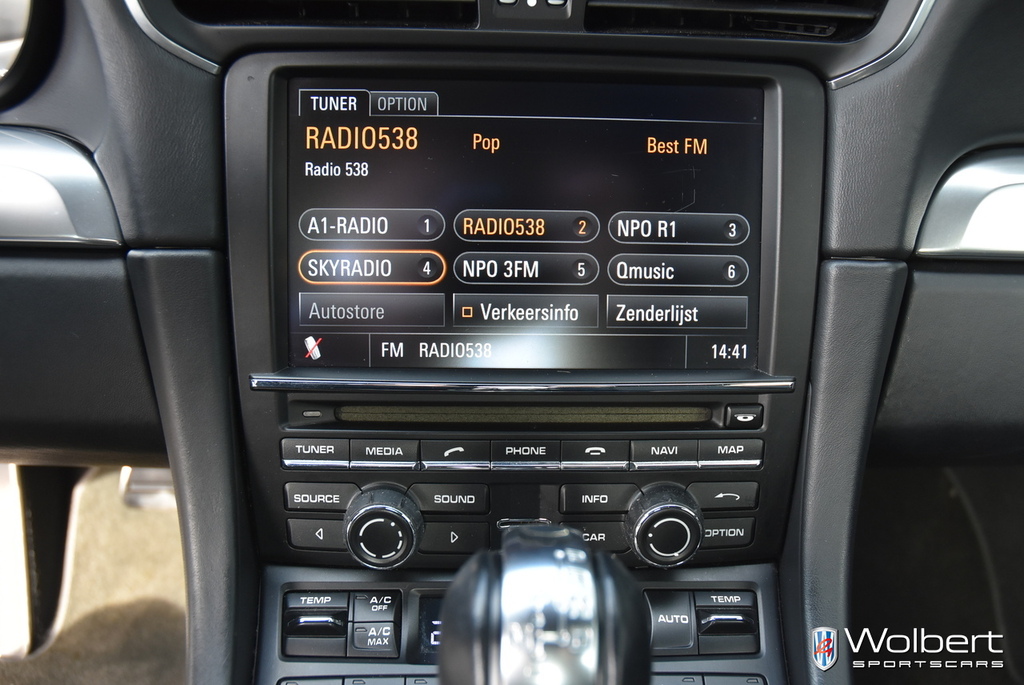 TUNER OPTION
RADIO538 Pop Best FM
Radio 538
A1-RADIO 1 RADIO538 2 NPO R1 3
SKYRADIO 4 NPO 3FM 5 Qmusic 6
Autostore Verkeersinfo Zenderlijst
FM RADIO538 14:41
TUNER MEDIA PHONE NAVI MAP
SOURCE SOUND INFO
CAR OPTION
TEMP A/C OFF AUTO TEMP
A/C MAX
Wolbert
SPORTSCARS